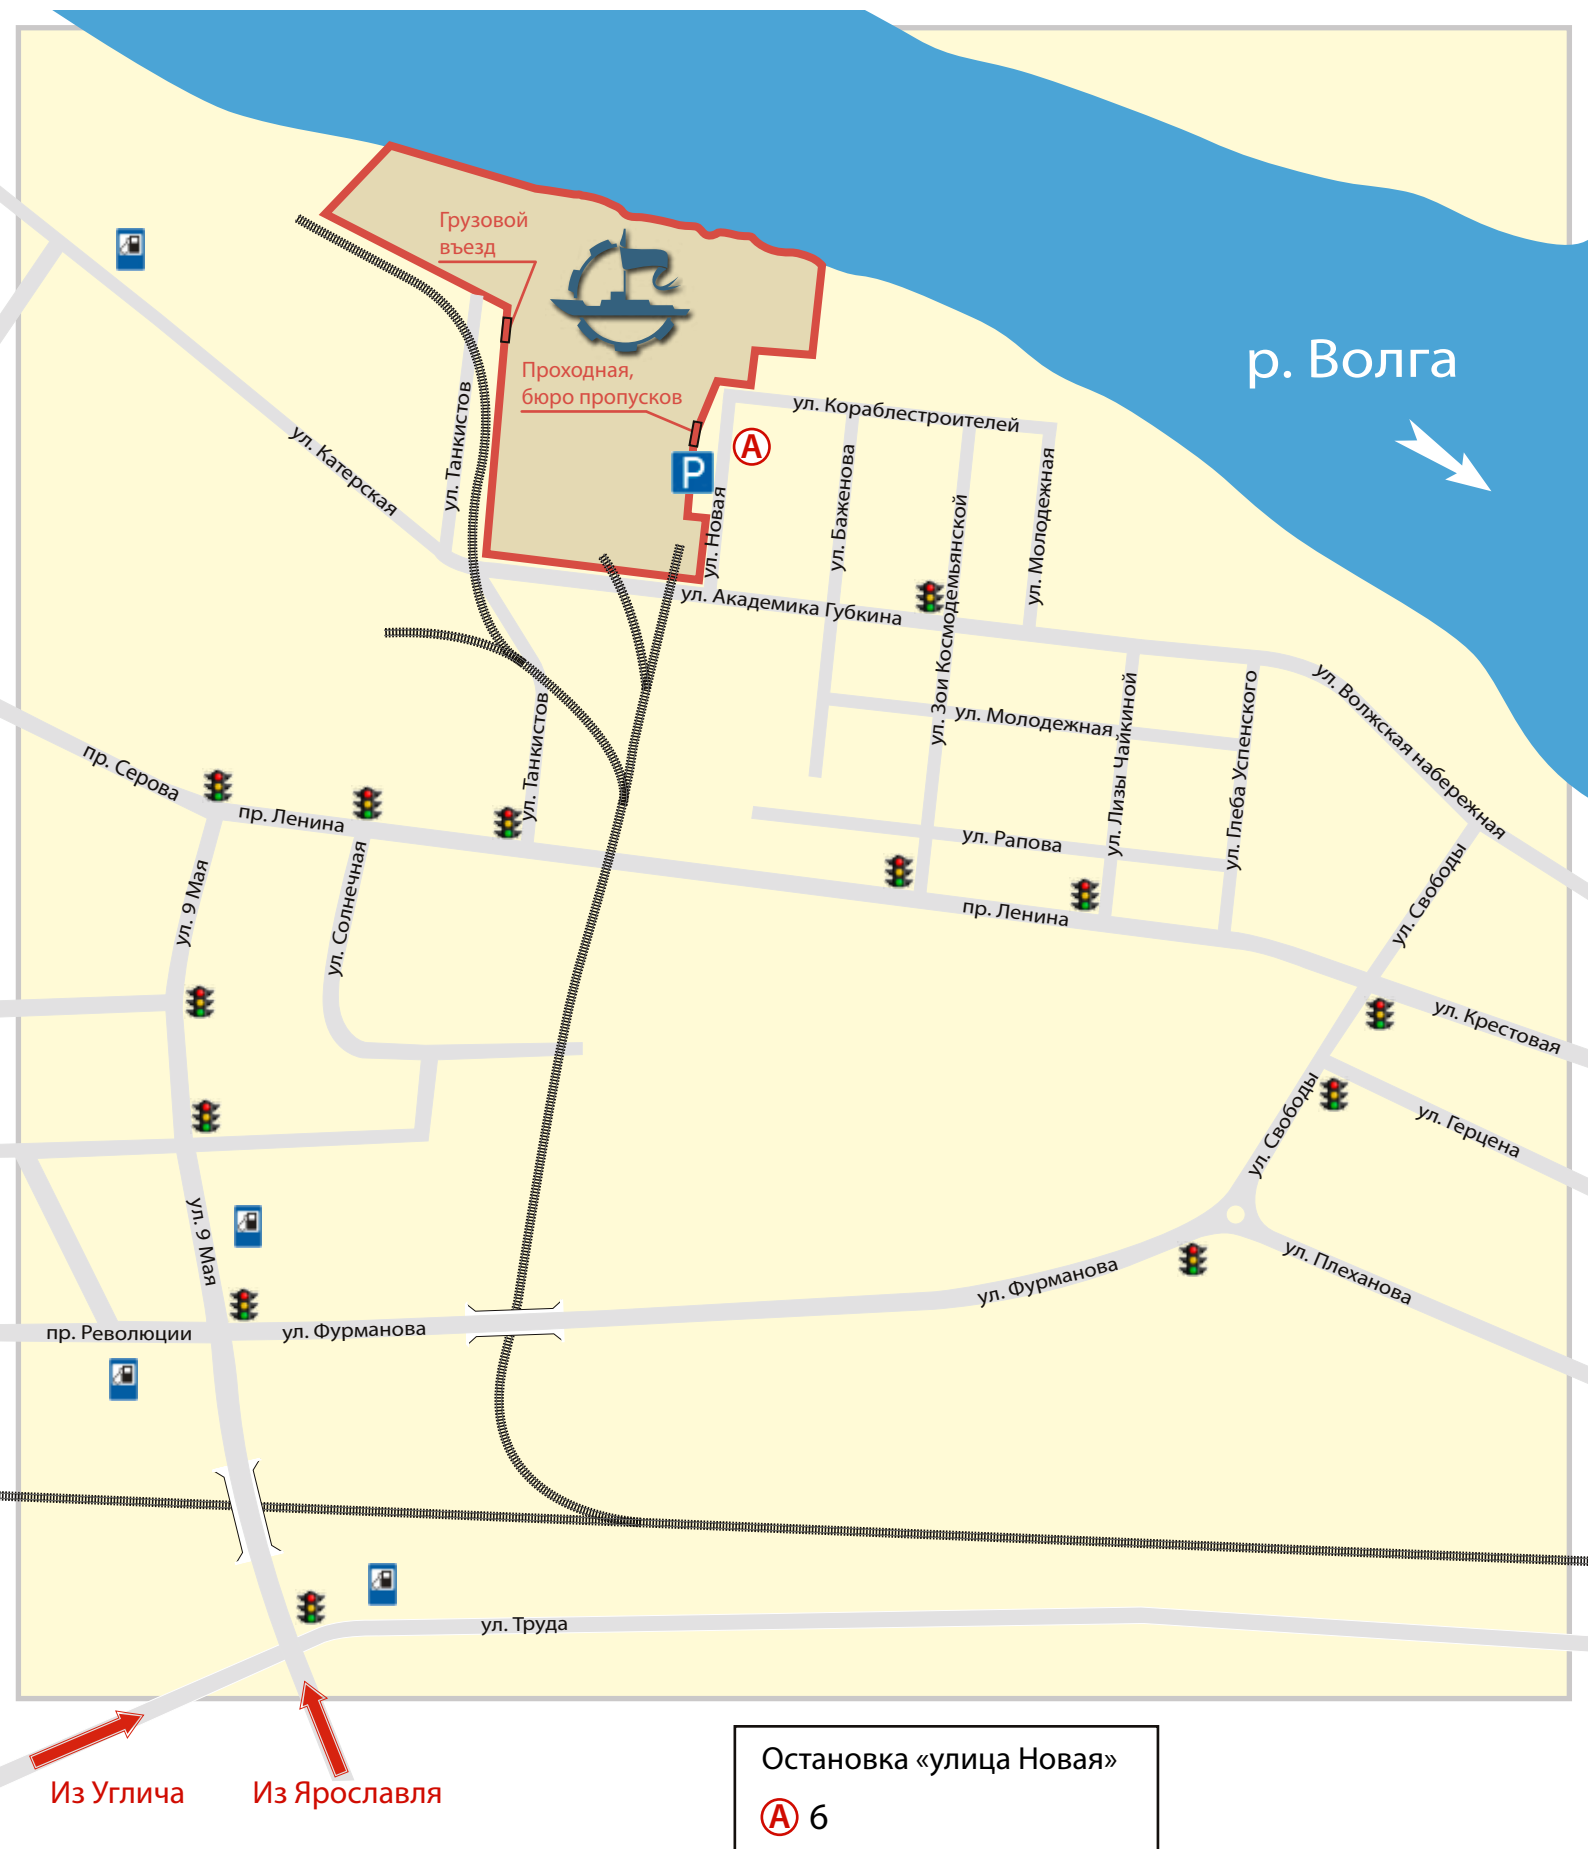 Грузовой
въезд
р. Волга
Проходная,
бюро пропусков
P
A
ул. Кораблестроителей
ул. Танкистов
ул. Катерская
ул. Новая
ул. Баженова
ул. Зои Космодемьянской
ул. Молодежная
ул. Академика Губкина
ул. Волжская набережная
ул. Молодежная
ул. Лизы Чайкиной
ул. Глеба Успенского
ул. Танкистов
пр. Серова
пр. Ленина
ул. Рапова
ул. 9 Мая
ул. Солнечная
пр. Ленина
ул. Свободы
ул. Крестовая
ул. Свободы
ул. Герцена
ул. 9 Мая
ул. Фурманова
ул. Плеханова
пр. Революции
ул. Фурманова
ул. Труда
Из Углича
Из Ярославля
Остановка «улица Новая»
A 6